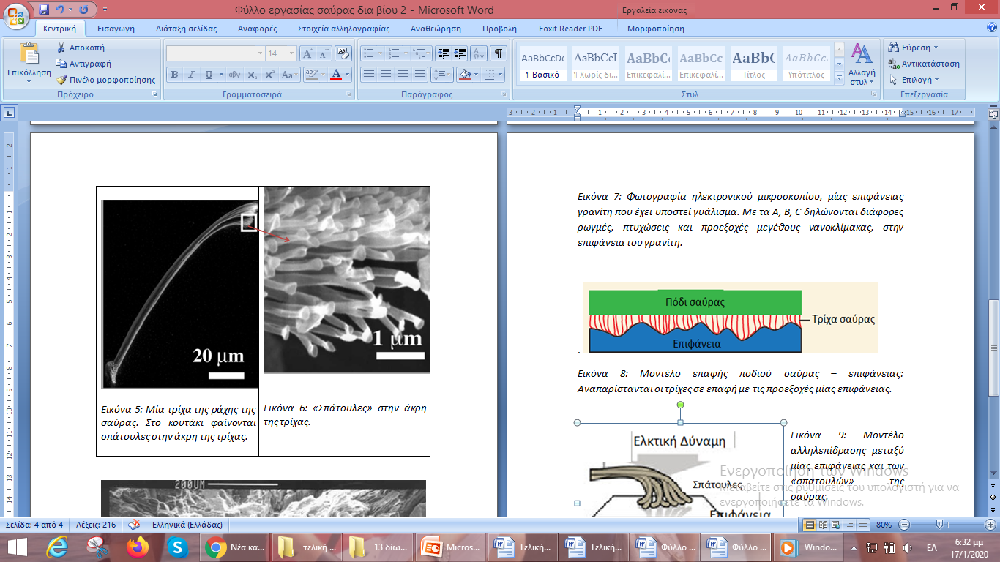 Φύλλο εργασίας σαύρας δια βίου 2 - Microsoft Word
Εργαλεία εικόνας
Κεντρική Εισαγωγή Διάταξη σελίδας Αναφορές Στοιχεία αλληλογραφίας Αναθεώρηση Προβολή Foxit Reader PDF Μορφοποίηση
Επικόλληση
Αποκοπή
Αντιγραφή
Πινέλο μορφοποίησης
Πρόχειρο
14
Γραμματοσειρά
Παράγραφος
AaBbCcDc AaBbCcI AaBbC AaBbCc AaBbC AaBbCc.
¶ Βασικό ¶ Χωρίς δι... Επικεφαλί... Επικεφαλί... Τίτλος Υπότιτλος
Αλλαγή
στυλ
Στυλ
Εύρεση
Αντικατάσταση
Επιλογή
Επεξεργασία
20 μm
1 μm
Εικόνα 5: Μία τρίχα της ράχης της
σαύρας. Στο κουτάκι φαίνονται
σπάτουλες στην άκρη της τρίχας.
Εικόνα 6: «Σπάτουλες» στην άκρη
της τρίχας.
200UM
Εικόνα 7: Φωτογραφία ηλεκτρονικού μικροσκοπίου, μίας επιφάνειας
γρανίτη που έχει υποστεί γυάλισμα. Με τα A, B, C δηλώνονται διάφορες
ρωγμές, πτυχώσεις και προεξοχές μεγέθους νανοκλίμακας, στην
επιφάνεια του γρανίτη.
Πόδι σαύρας
Τρίχα σαύρας
Επιφάνεια
.
Εικόνα 8: Μοντέλο επαφής ποδιού σαύρας – επιφάνειας:
Αναπαρίστανται οι τρίχες σε επαφή με τις προεξοχές μίας επιφάνειας.
Ελκτική Δύναμη
Σπάτουλες
Επιφάνεια
Εικόνα 9: Μοντέλο
αλληλεπίδρασης μεταξύ
μίας επιφάνειας και των
«σπατουλών» της
σαύρας.
Ενεργοποίηση των Windows
Μεταβείτε στις ρυθμίσεις του υπολογιστή για να
ενεργοποιήσετε τα Windows.
Σελίδα: 4 από 4 Λέξεις: 216 Ελληνικά (Ελλάδας) 80%
Νέα κα... τελική ... 13 δίω... Micros... Τελική... Τελική... Φύλλο ... Φύλλο ... Windo...
ΕΛ
6:32 μμ
17/1/2020